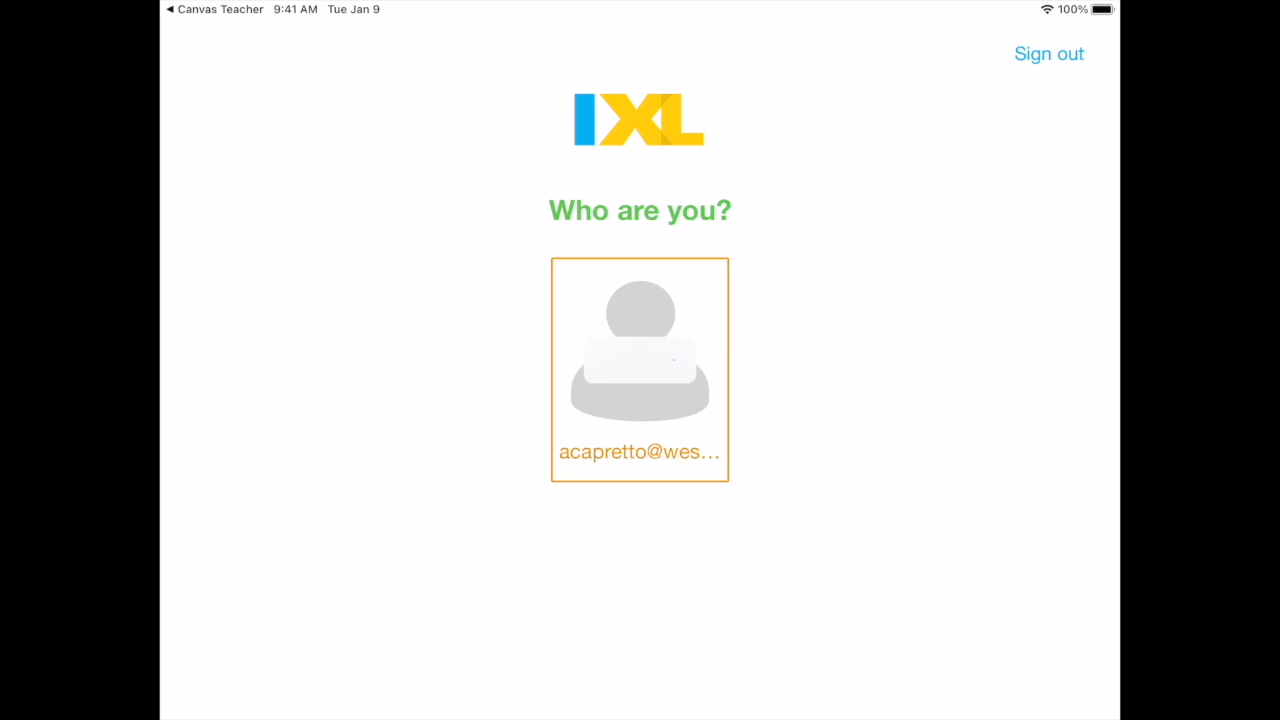 ◀ Canvas Teacher 9:41 AM Tue Jan 9 100%
Sign out
IXL
Who are you?
acapretto@wes...